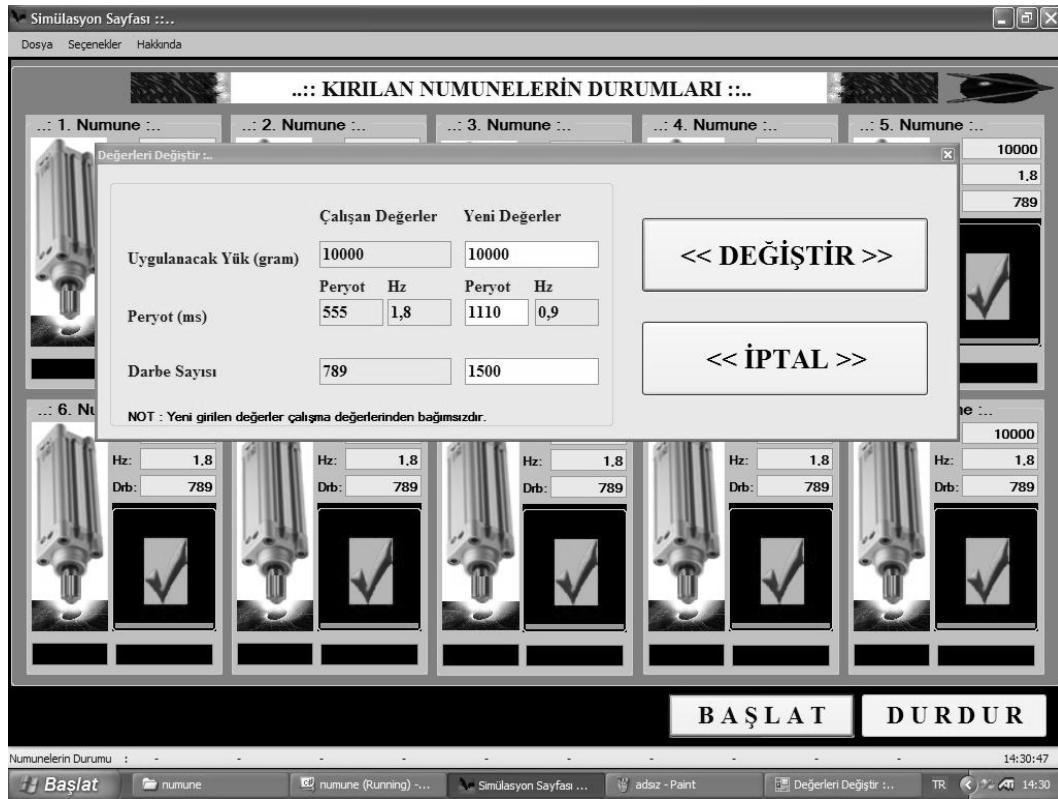 Simülasyon Sayfası ::..
Dosya Seçenekler Hakkında
..:: KIRILAN NUMUNELERİN DURUMLARI ::..
..: 1. Numune :.. ..: 2. Numune :.. ..: 3. Numune :.. ..: 4. Numune :.. ..: 5. Numune :..
10000
1,8
789
Değerleri Değiştir :..
Çalışan Değerler Yeni Değerler
Uygulanacak Yük (gram) 10000 10000
Peryot Hz Peryot Hz
Peryot (ms) 555 1,8 1110 0,9
Darbe Sayısı 789 1500
NOT : Yeni girilen değerler çalışma değerlerinden bağımsızdır.
<< DEĞİŞTİR >>
<< İPTAL >>
..: 6. Nu ne :..
10000
Hz: 1,8 Hz: 1,8 Hz: 1,8 Hz: 1,8 Hz: 1,8
Drb: 789 Drb: 789 Drb: 789 Drb: 789 Drb: 789
BAŞLAT DURDUR
Numunelerin Durumu : - - - - - - - - - - 14:30:47
Başlat numune numune (Running) -... Simülasyon Sayfası ... adsız - Paint Değerleri Değiştir :... TR ATI 14:30